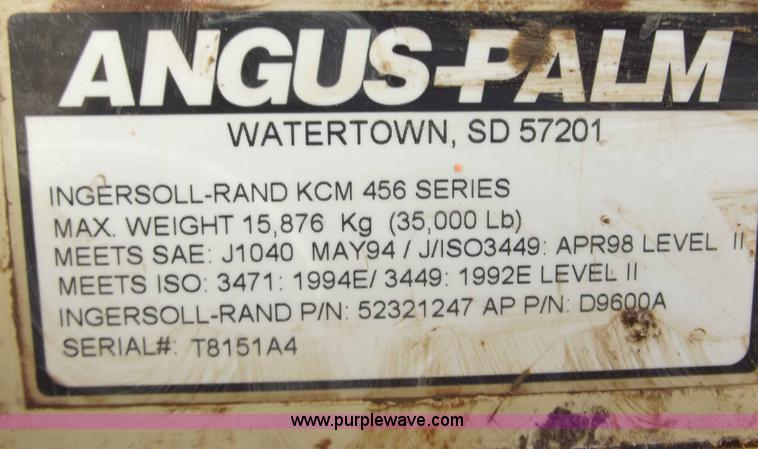 ANGUS-PALM
WATERTOWN, SD 57201
INGERSOLL-RAND KCM 456 SERIES
MAX. WEIGHT 15,876 Kg (35,000 Lb)
MEETS SAE: J1040 MAY94 / J/ISO3449: APR98 LEVEL II
MEETS ISO: 3471: 1994E/ 3449: 1992E LEVEL II
INGERSOLL-RAND P/N: 52321247 AP P/N: D9600A
SERIAL#: T8151A4
www.purplewave.com